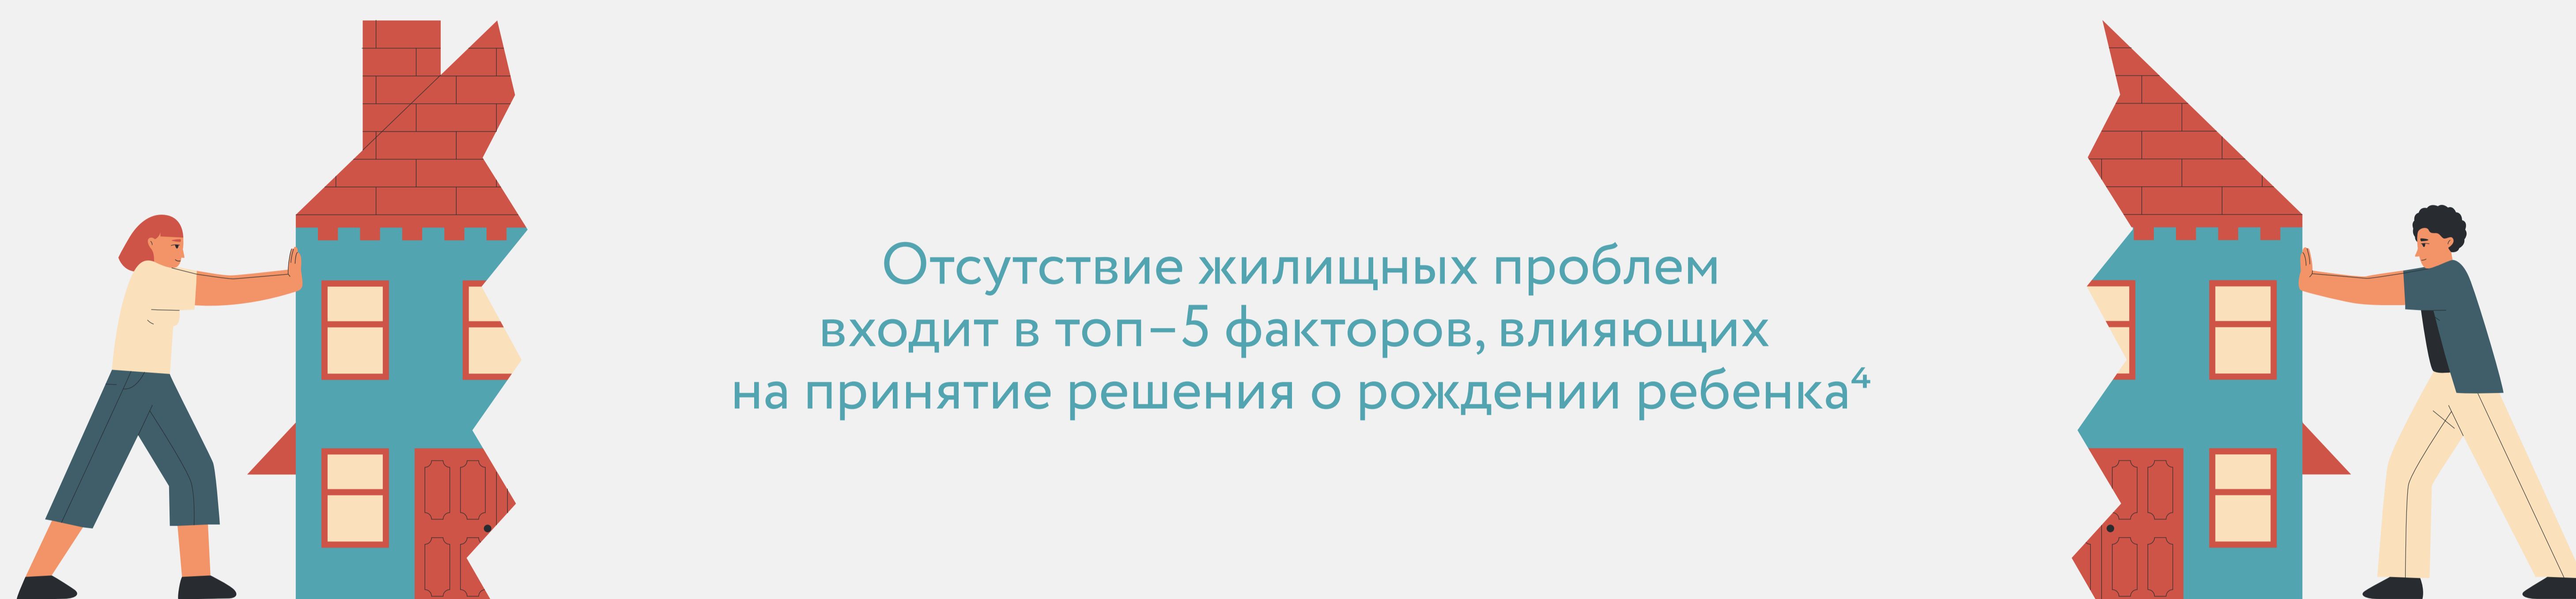 Отсутствие жилищных проблем
входит в топ–5 факторов, влияющих
на принятие решения о рождении ребенка⁴